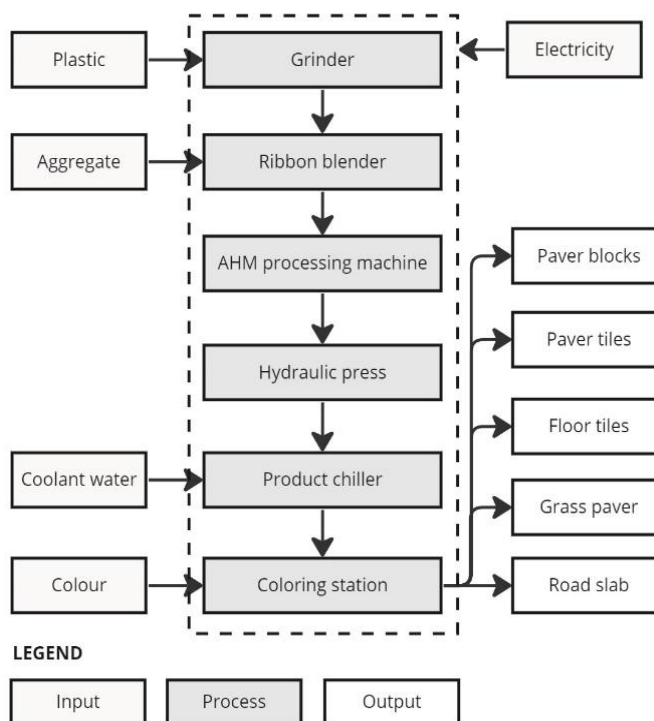 Plastic
Grinder
Electricity
Aggregate
Ribbon blender
AHM processing machine
Paver blocks
Paver tiles
Hydraulic press
Floor tiles
Coolant water
Product chiller
Grass paver
Colour
Coloring station
Road slab
LEGEND
Input
Process
Output